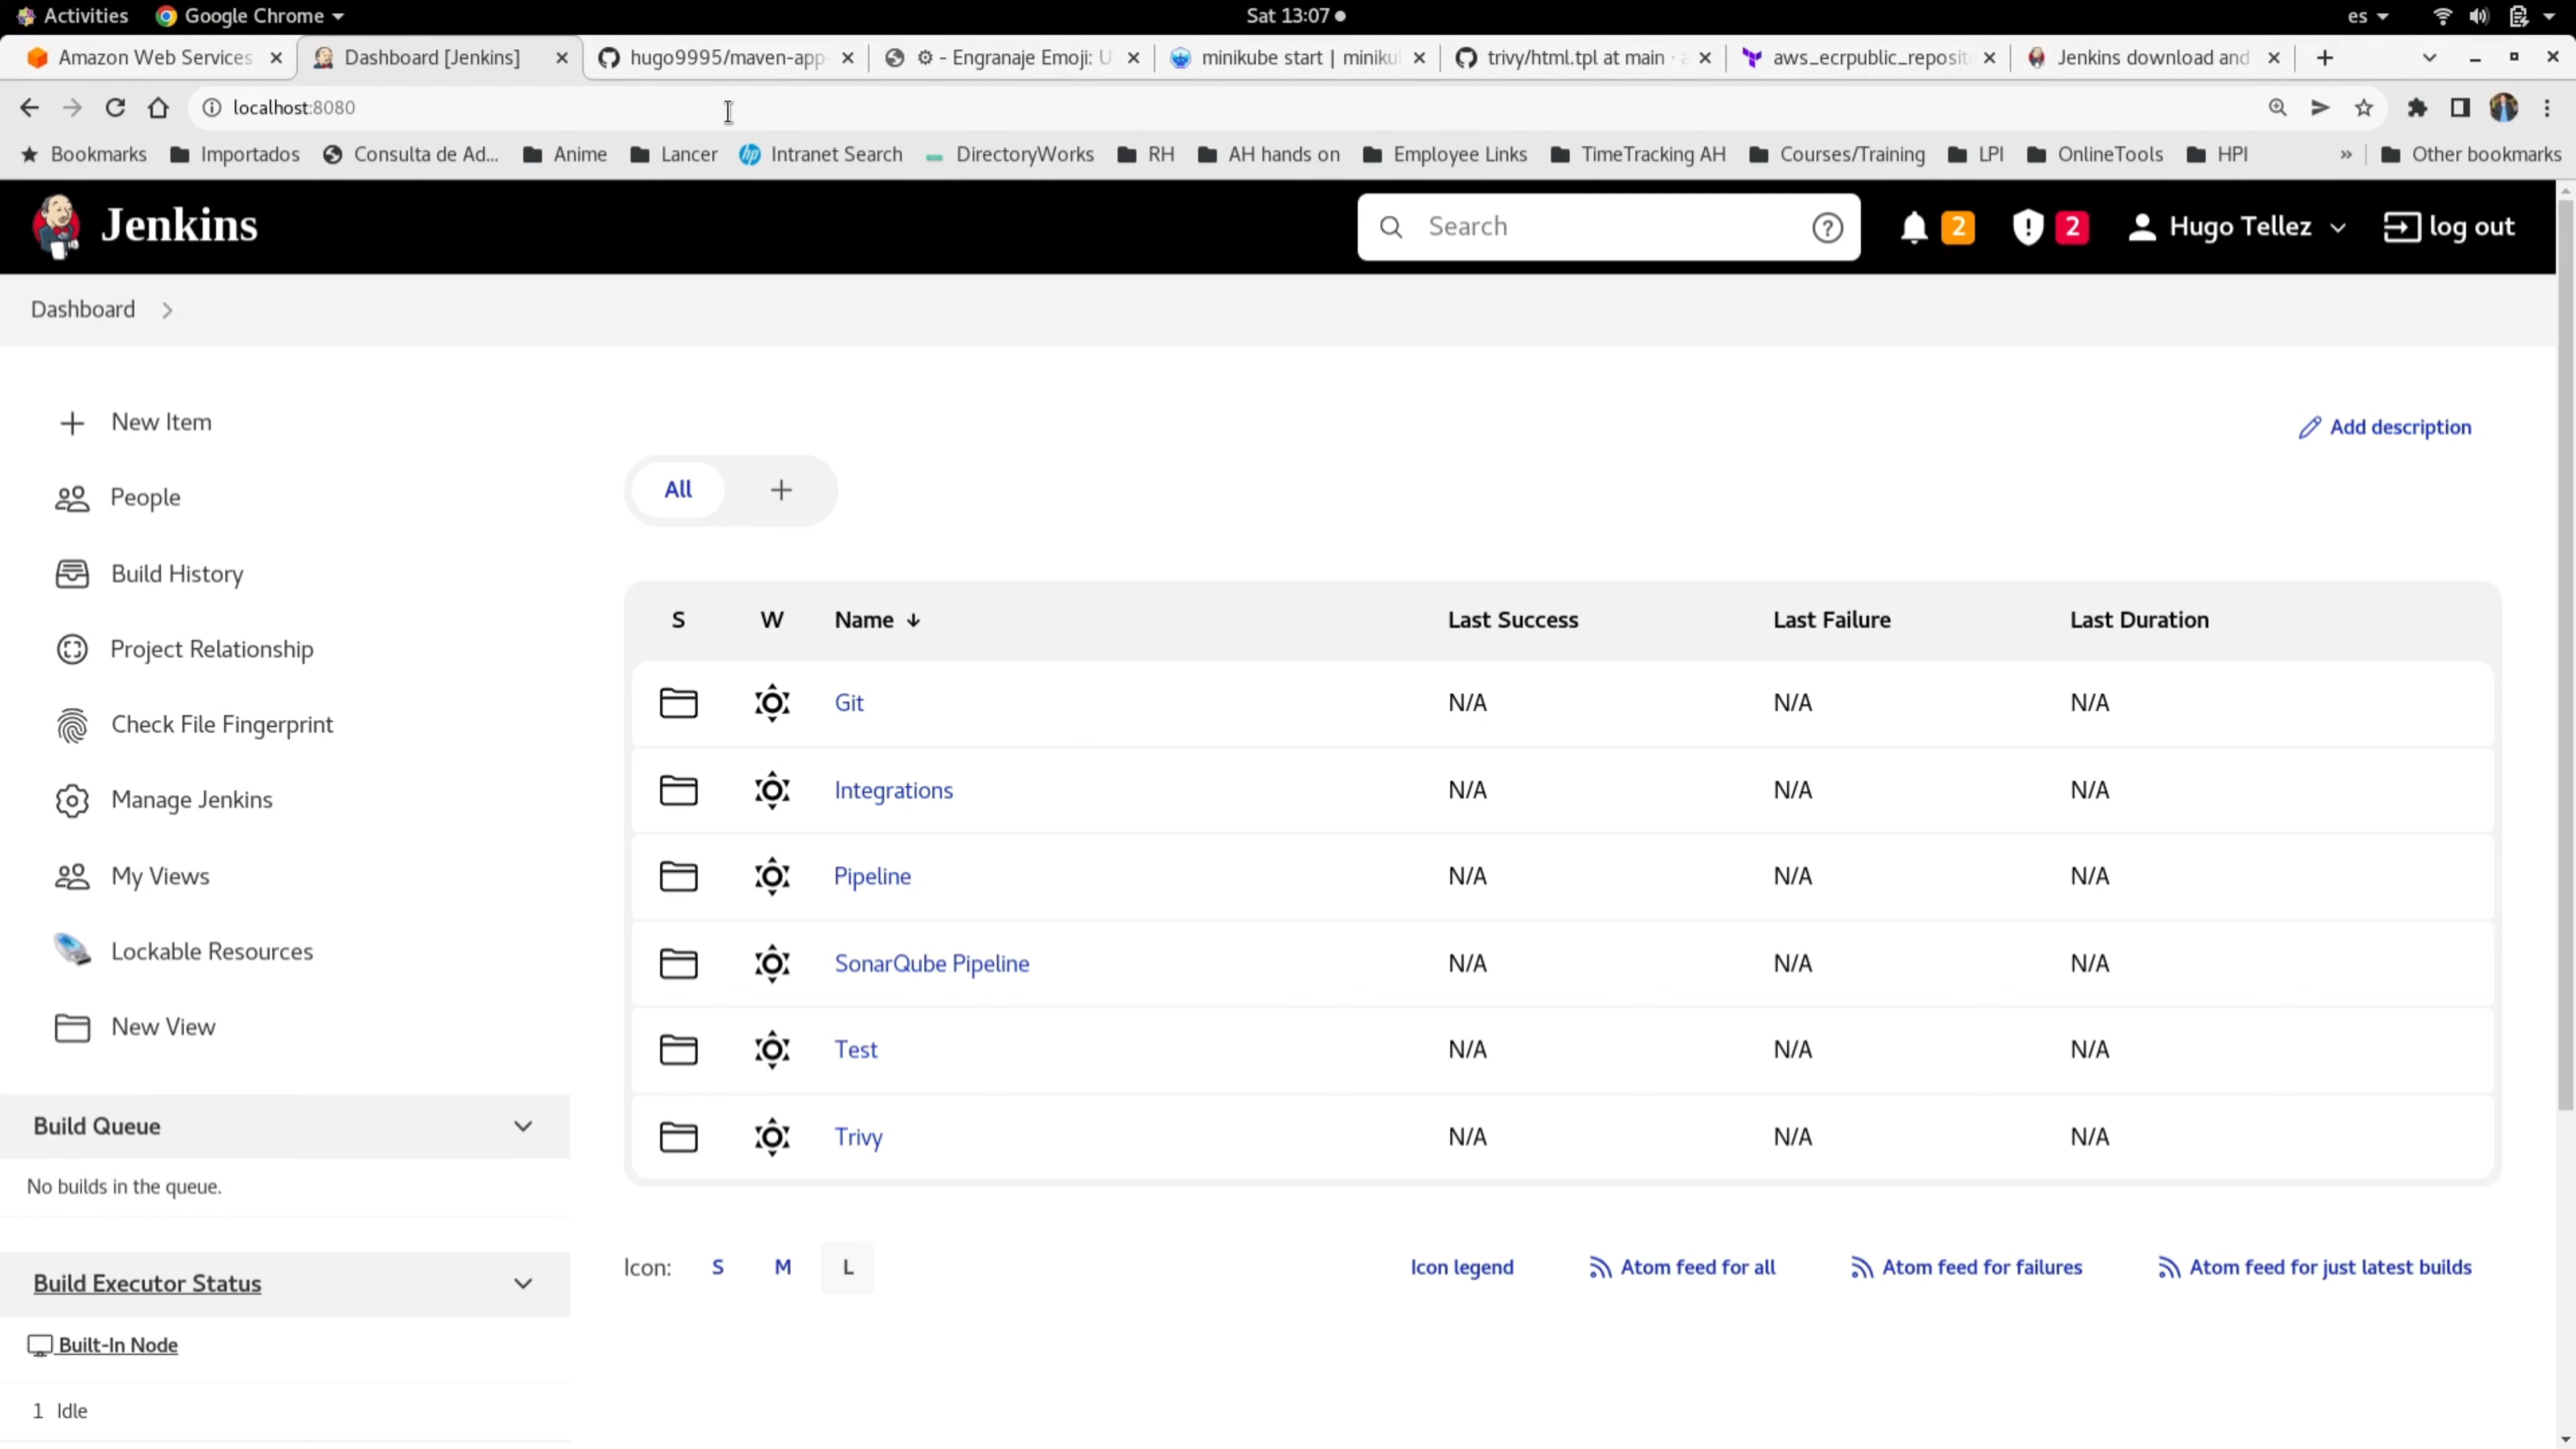 Activities Google Chrome Sat 13:07 es
Amazon Web Services Dashboard [Jenkins] hugo9995/maven-app- ⚙ - Engranaje Emoji: U minikube start | miniku trivy/html.tpl at main · a aws_ecrpublic_reposit Jenkins download and
localhost:8080
Bookmarks Importados Consulta de Ad... Anime Lancer Intranet Search DirectoryWorks RH AH hands on Employee Links TimeTracking AH Courses/Training LPI OnlineTools HPI » Other bookmarks
Jenkins Search 2 2 Hugo Tellez log out
Dashboard
New Item
Add description
People
All +
Build History
Project Relationship
Check File Fingerprint
Manage Jenkins
My Views
Lockable Resources
New View
S W Name ↓ Last Success Last Failure Last Duration
Git N/A N/A N/A
Integrations N/A N/A N/A
Pipeline N/A N/A N/A
SonarQube Pipeline N/A N/A N/A
Test N/A N/A N/A
Trivy N/A N/A N/A
Build Queue
No builds in the queue.
Build Executor Status
Built-In Node
1 Idle
Icon: S M L Icon legend Atom feed for all Atom feed for failures Atom feed for just latest builds